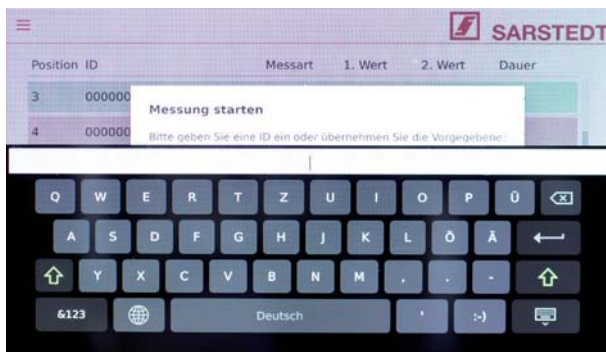 SARSTEDT
Position ID Messart 1. Wert 2. Wert Dauer
3 000000
4 000000
Messung starten
Bitte geben Sie eine ID ein oder übernehmen Sie die Vorgegebene:
Q W E R T Z U I O P Ü
A S D F G H J K L Ö Ä
Y X C V B N M , . -
&123 Deutsch ' :-)